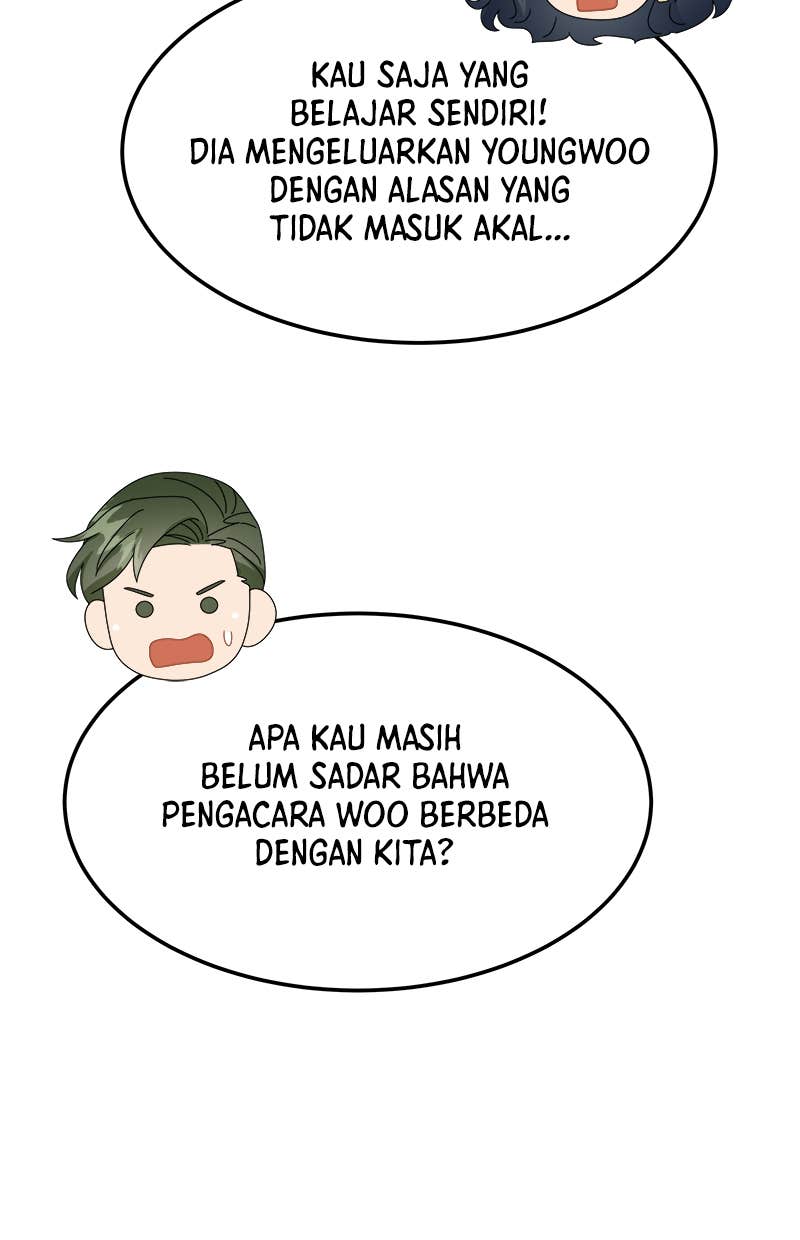 KAU SAJA YANG
BELAJAR SENDIRI!
DIA MENGELUARKAN YOUNGWOO
DENGAN ALASAN YANG
TIDAK MASUK AKAL...
APA KAU MASIH
BELUM SADAR BAHWA
PENGACARA WOO BERBEDA
DENGAN KITA?